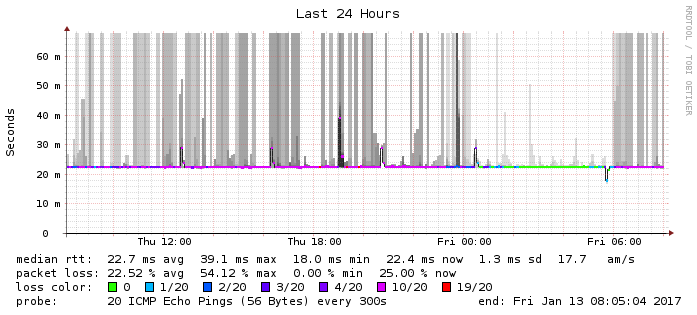 Last 24 Hours
RRDTOOL / TOBI OETIKER
Seconds
60 m
50 m
40 m
30 m
20 m
10 m
0
Thu 12:00 Thu 18:00 Fri 00:00 Fri 06:00
median rtt: 22.7 ms avg 39.1 ms max 18.0 ms min 22.4 ms now 1.3 ms sd 17.7 am/s
packet loss: 22.52 % avg 54.12 % max 0.00 % min 25.00 % now
loss color: 0 1/20 2/20 3/20 4/20 10/20 19/20
probe: 20 ICMP Echo Pings (56 Bytes) every 300s end: Fri Jan 13 08:05:04 2017